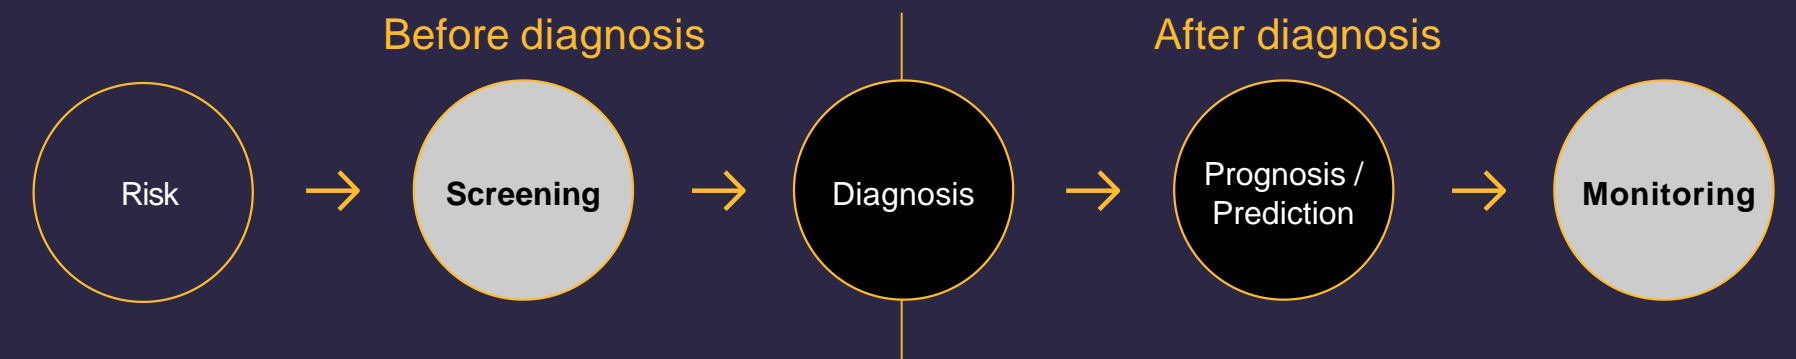 Before diagnosis
After diagnosis
Risk
Screening
Diagnosis
Prognosis /
Prediction
Monitoring